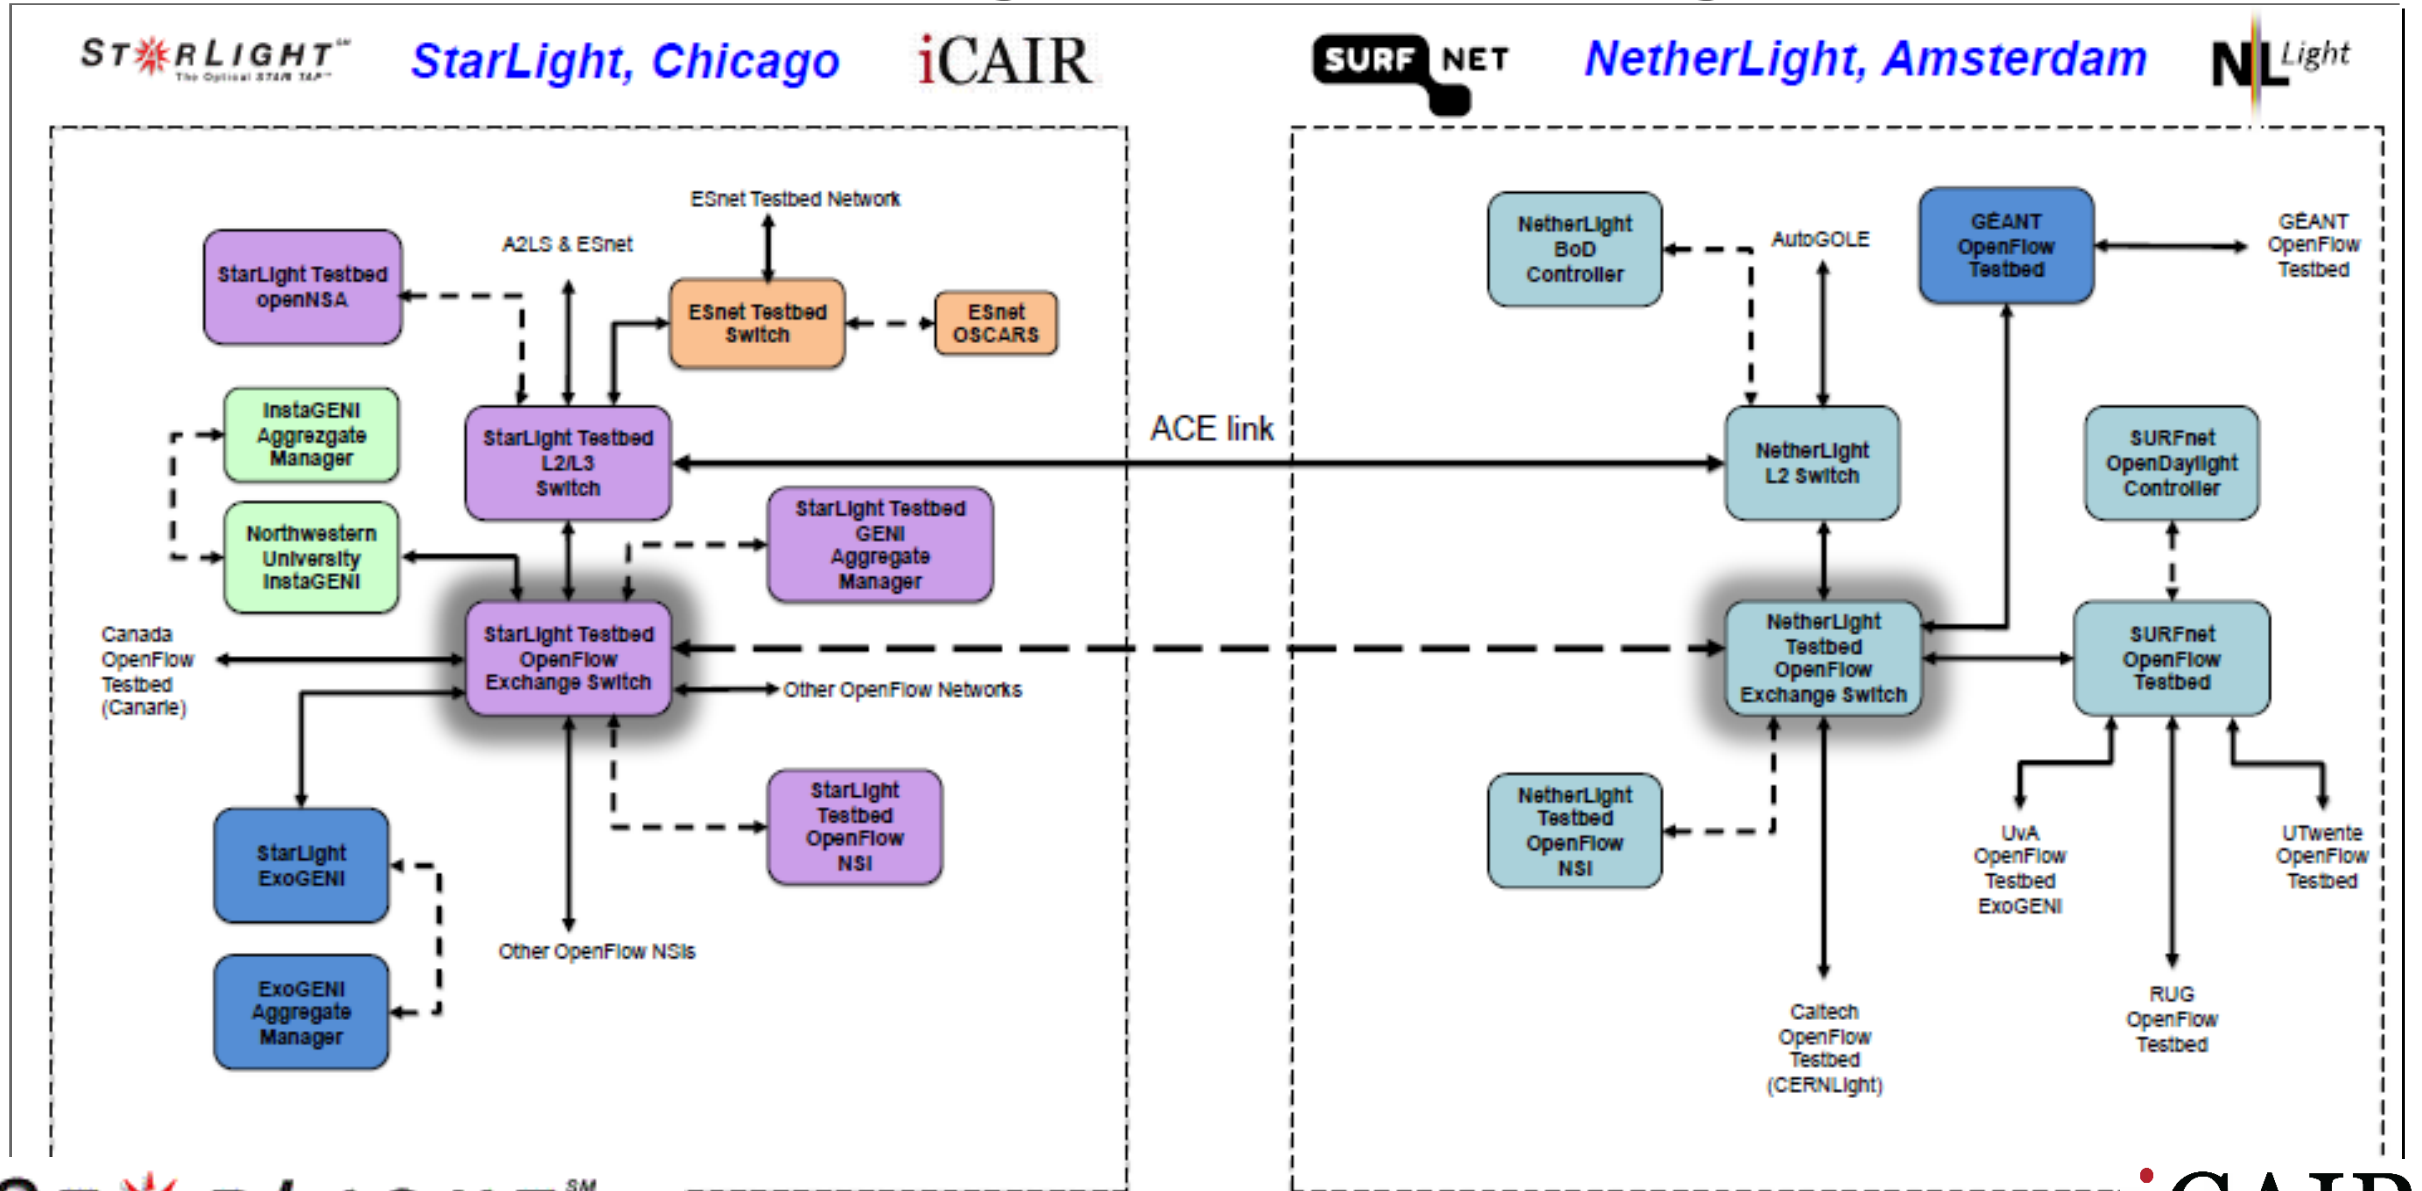 STARLIGHT SM
The Optical STAR TAP™
StarLight, Chicago
iCAIR
SURF NET
NetherLight, Amsterdam
NL Light
ESnet Testbed Network
A2LS & ESnet
StarLight Testbed
openNSA
ESnet Testbed
Switch
ESnet
OSCARS
InstaGENI
Aggrezgate
Manager
StarLight Testbed
L2/L3
Switch
Northwestern
University
InstaGENI
StarLight Testbed
GENI
Aggregate
Manager
Canada
OpenFlow
Testbed
(Canarie)
StarLight Testbed
OpenFlow
Exchange Switch
Other OpenFlow Networks
StarLight
ExoGENI
StarLight
Testbed
OpenFlow
NSI
Other OpenFlow NSIs
ExoGENI
Aggregate
Manager
ACE link
NetherLight
BoD
Controller
AutoGOLE
GÉANT
OpenFlow
Testbed
GÉANT
OpenFlow
Testbed
NetherLight
L2 Switch
SURFnet
OpenDaylight
Controller
NetherLight
Testbed
OpenFlow
Exchange Switch
SURFnet
OpenFlow
Testbed
NetherLight
Testbed
OpenFlow
NSI
UvA
OpenFlow
Testbed
ExoGENI
UTwente
OpenFlow
Testbed
Caltech
OpenFlow
Testbed
(CERNLight)
RUG
OpenFlow
Testbed
SM
iCAIR